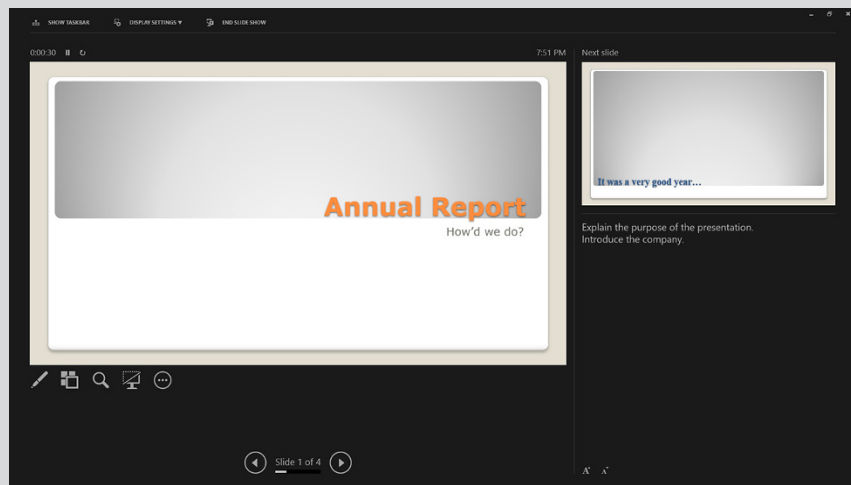 SHOW TASKBAR DISPLAY SETTINGS ▾ END SLIDE SHOW
0:00:30 7:51 PM
Annual Report
How'd we do?
Slide 1 of 4
Next slide
It was a very good year...
Explain the purpose of the presentation.
Introduce the company.
A A